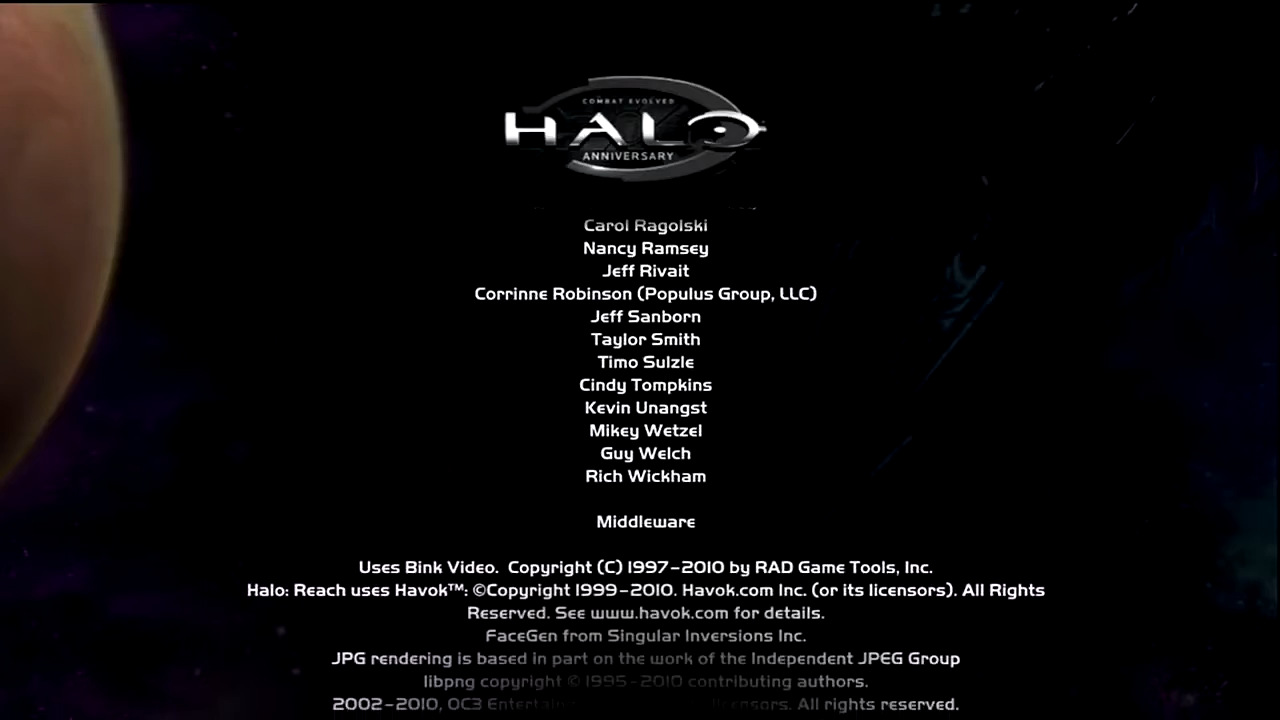 COMBAT EVOLVED
HALO
ANNIVERSARY
Carol Ragolski
Nancy Ramsey
Jeff Rivait
Corrinne Robinson (Populus Group, LLC)
Jeff Sanborn
Taylor Smith
Timo Sulzle
Cindy Tompkins
Kevin Unangst
Mikey Wetzel
Guy Welch
Rich Wickham
Middleware
Uses Bink Video.  Copyright (C) 1997-2010 by RAD Game Tools, Inc.
Halo: Reach uses Havok™: ©Copyright 1999-2010. Havok.com Inc. (or its licensors). All Rights
Reserved. See www.havok.com for details.
FaceGen from Singular Inversions Inc.
JPG rendering is based in part on the work of the Independent JPEG Group
libpng copyright © 1995-2010 contributing authors.
2002-2010, OC3 licensors. All rights reserved.